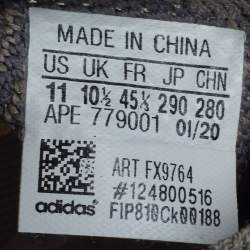 MADE IN CHINA
US UK FR JP CHN
11 10½ 45⅓ 290 280
APE 779001 01/20
ART FX9764
#124800516
adidas FIP810Ck00188